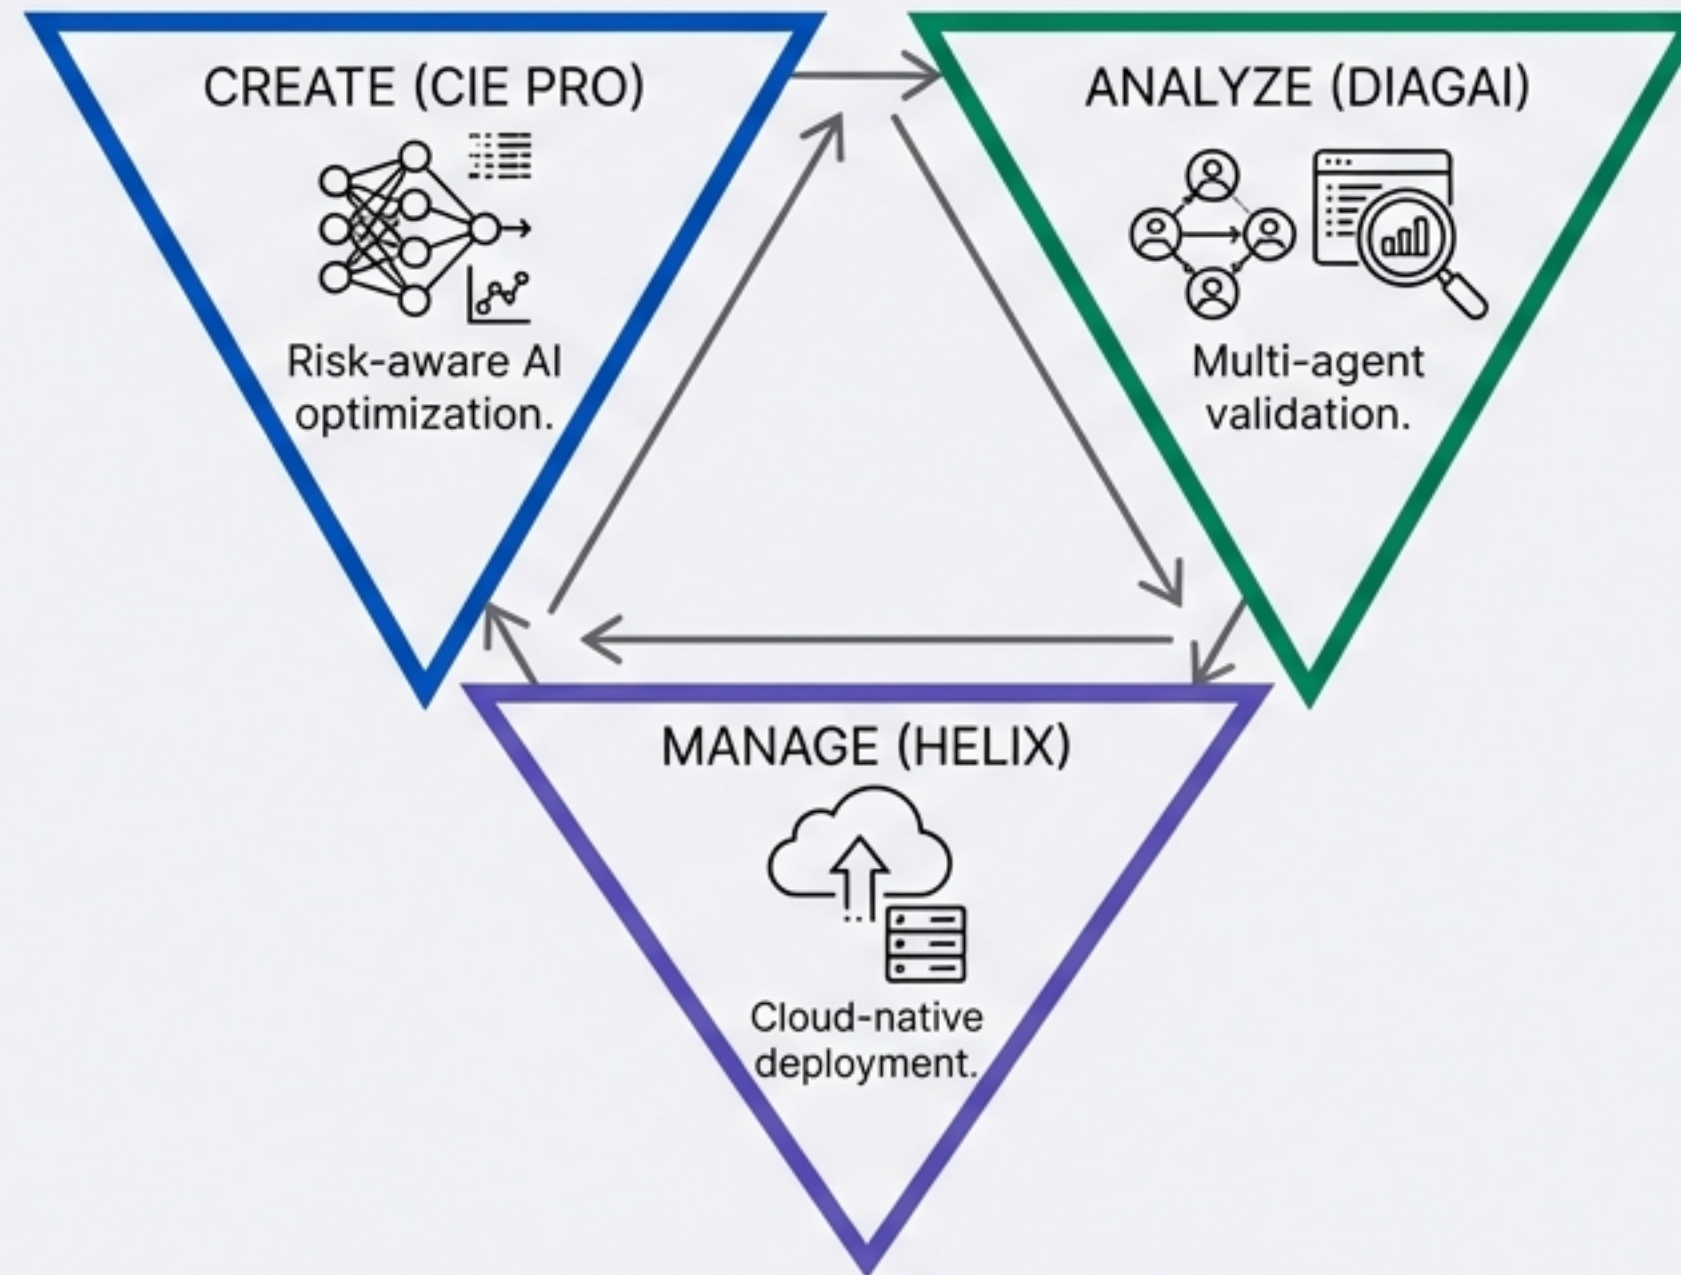 CREATE (CIE PRO)
Risk-aware AI
optimization.
ANALYZE (DIAGAI)
Multi-agent
validation.
MANAGE (HELIX)
Cloud-native
deployment.